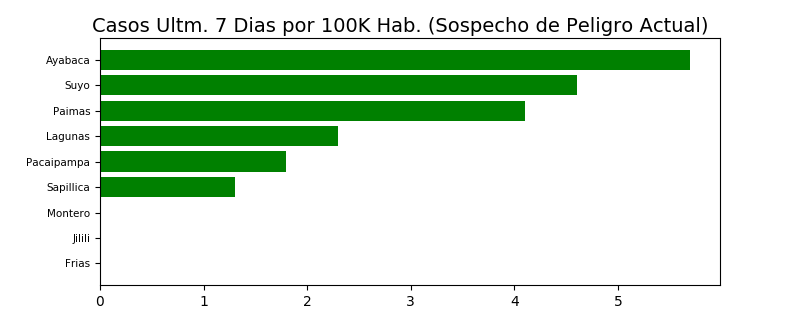 Casos Ultm. 7 Dias por 100K Hab. (Sospecho de Peligro Actual)
Ayabaca
Suyo
Paimas
Lagunas
Pacaipampa
Sapillica
Montero
Jilili
Frias
0 1 2 3 4 5